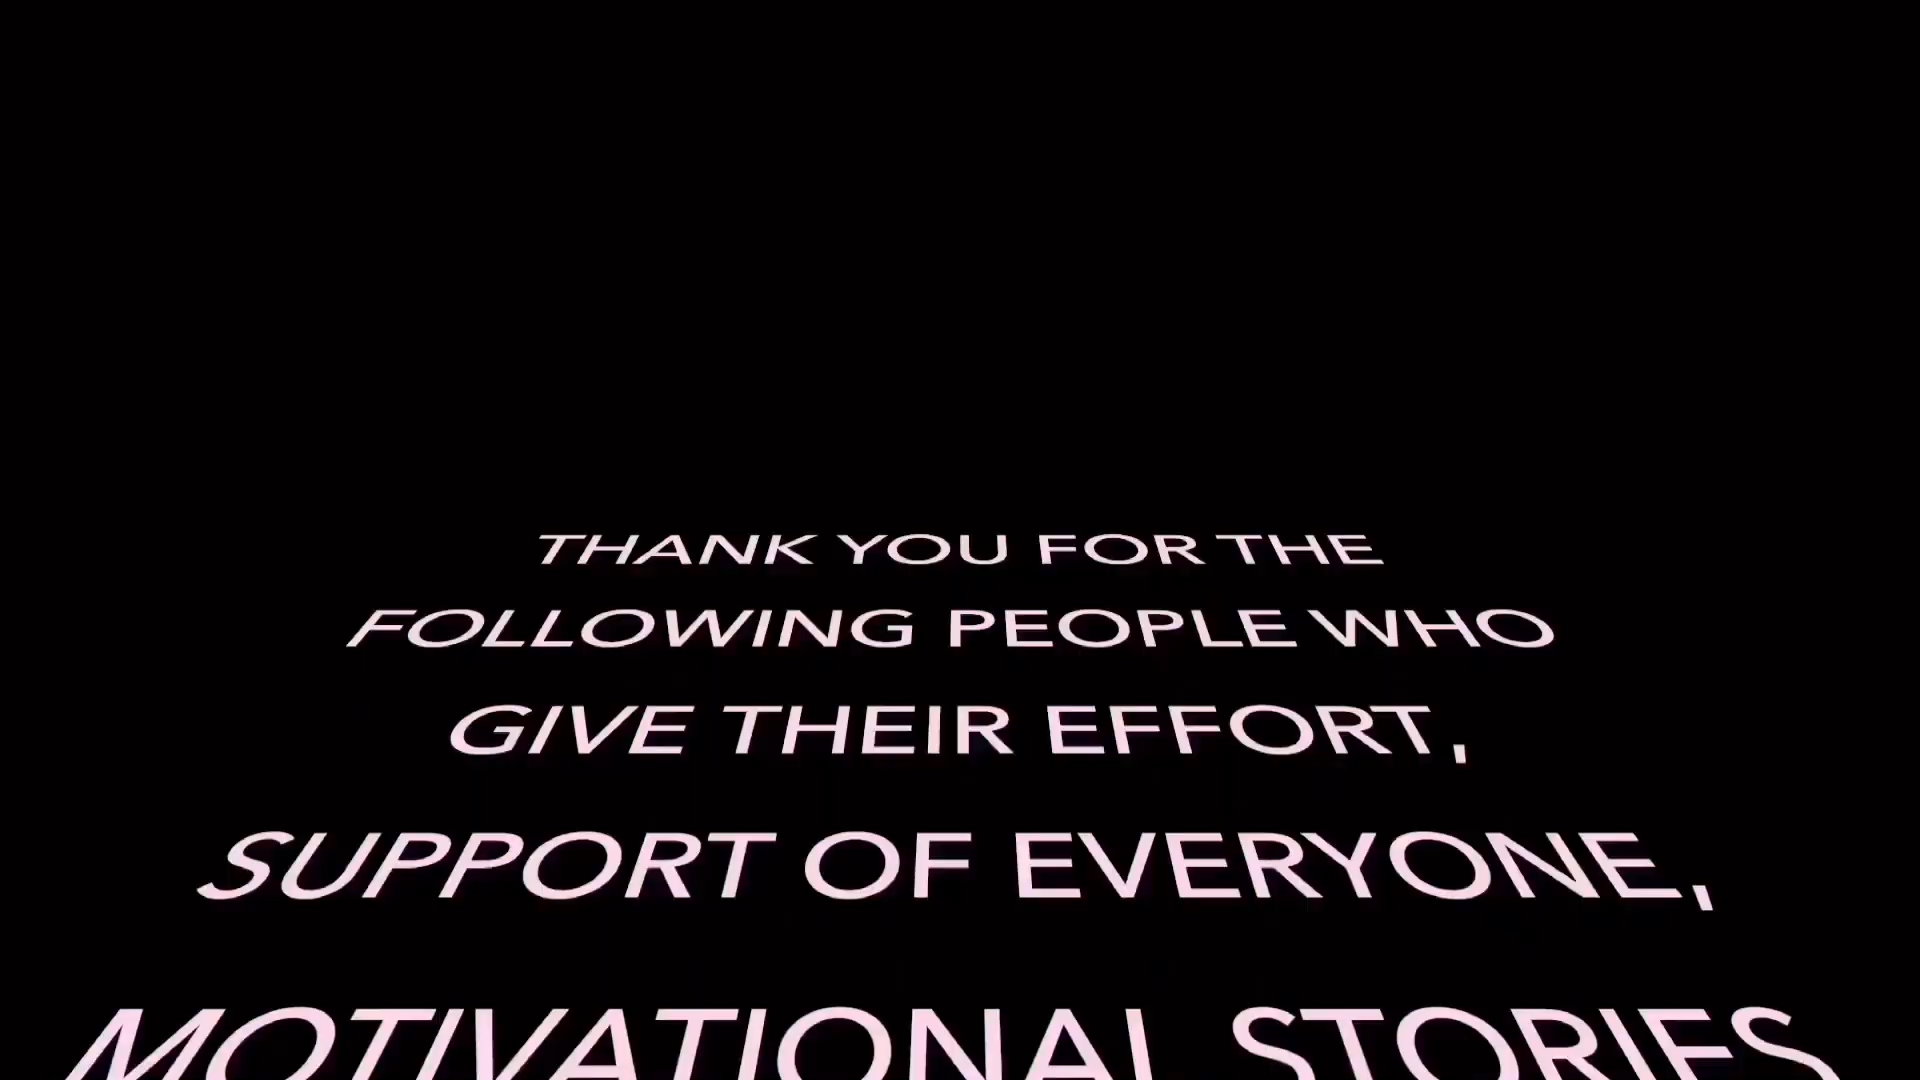 THANK YOU FOR THE
FOLLOWING PEOPLE WHO
GIVE THEIR EFFORT,
SUPPORT OF EVERYONE,
MOTIVATIONAL STORIES